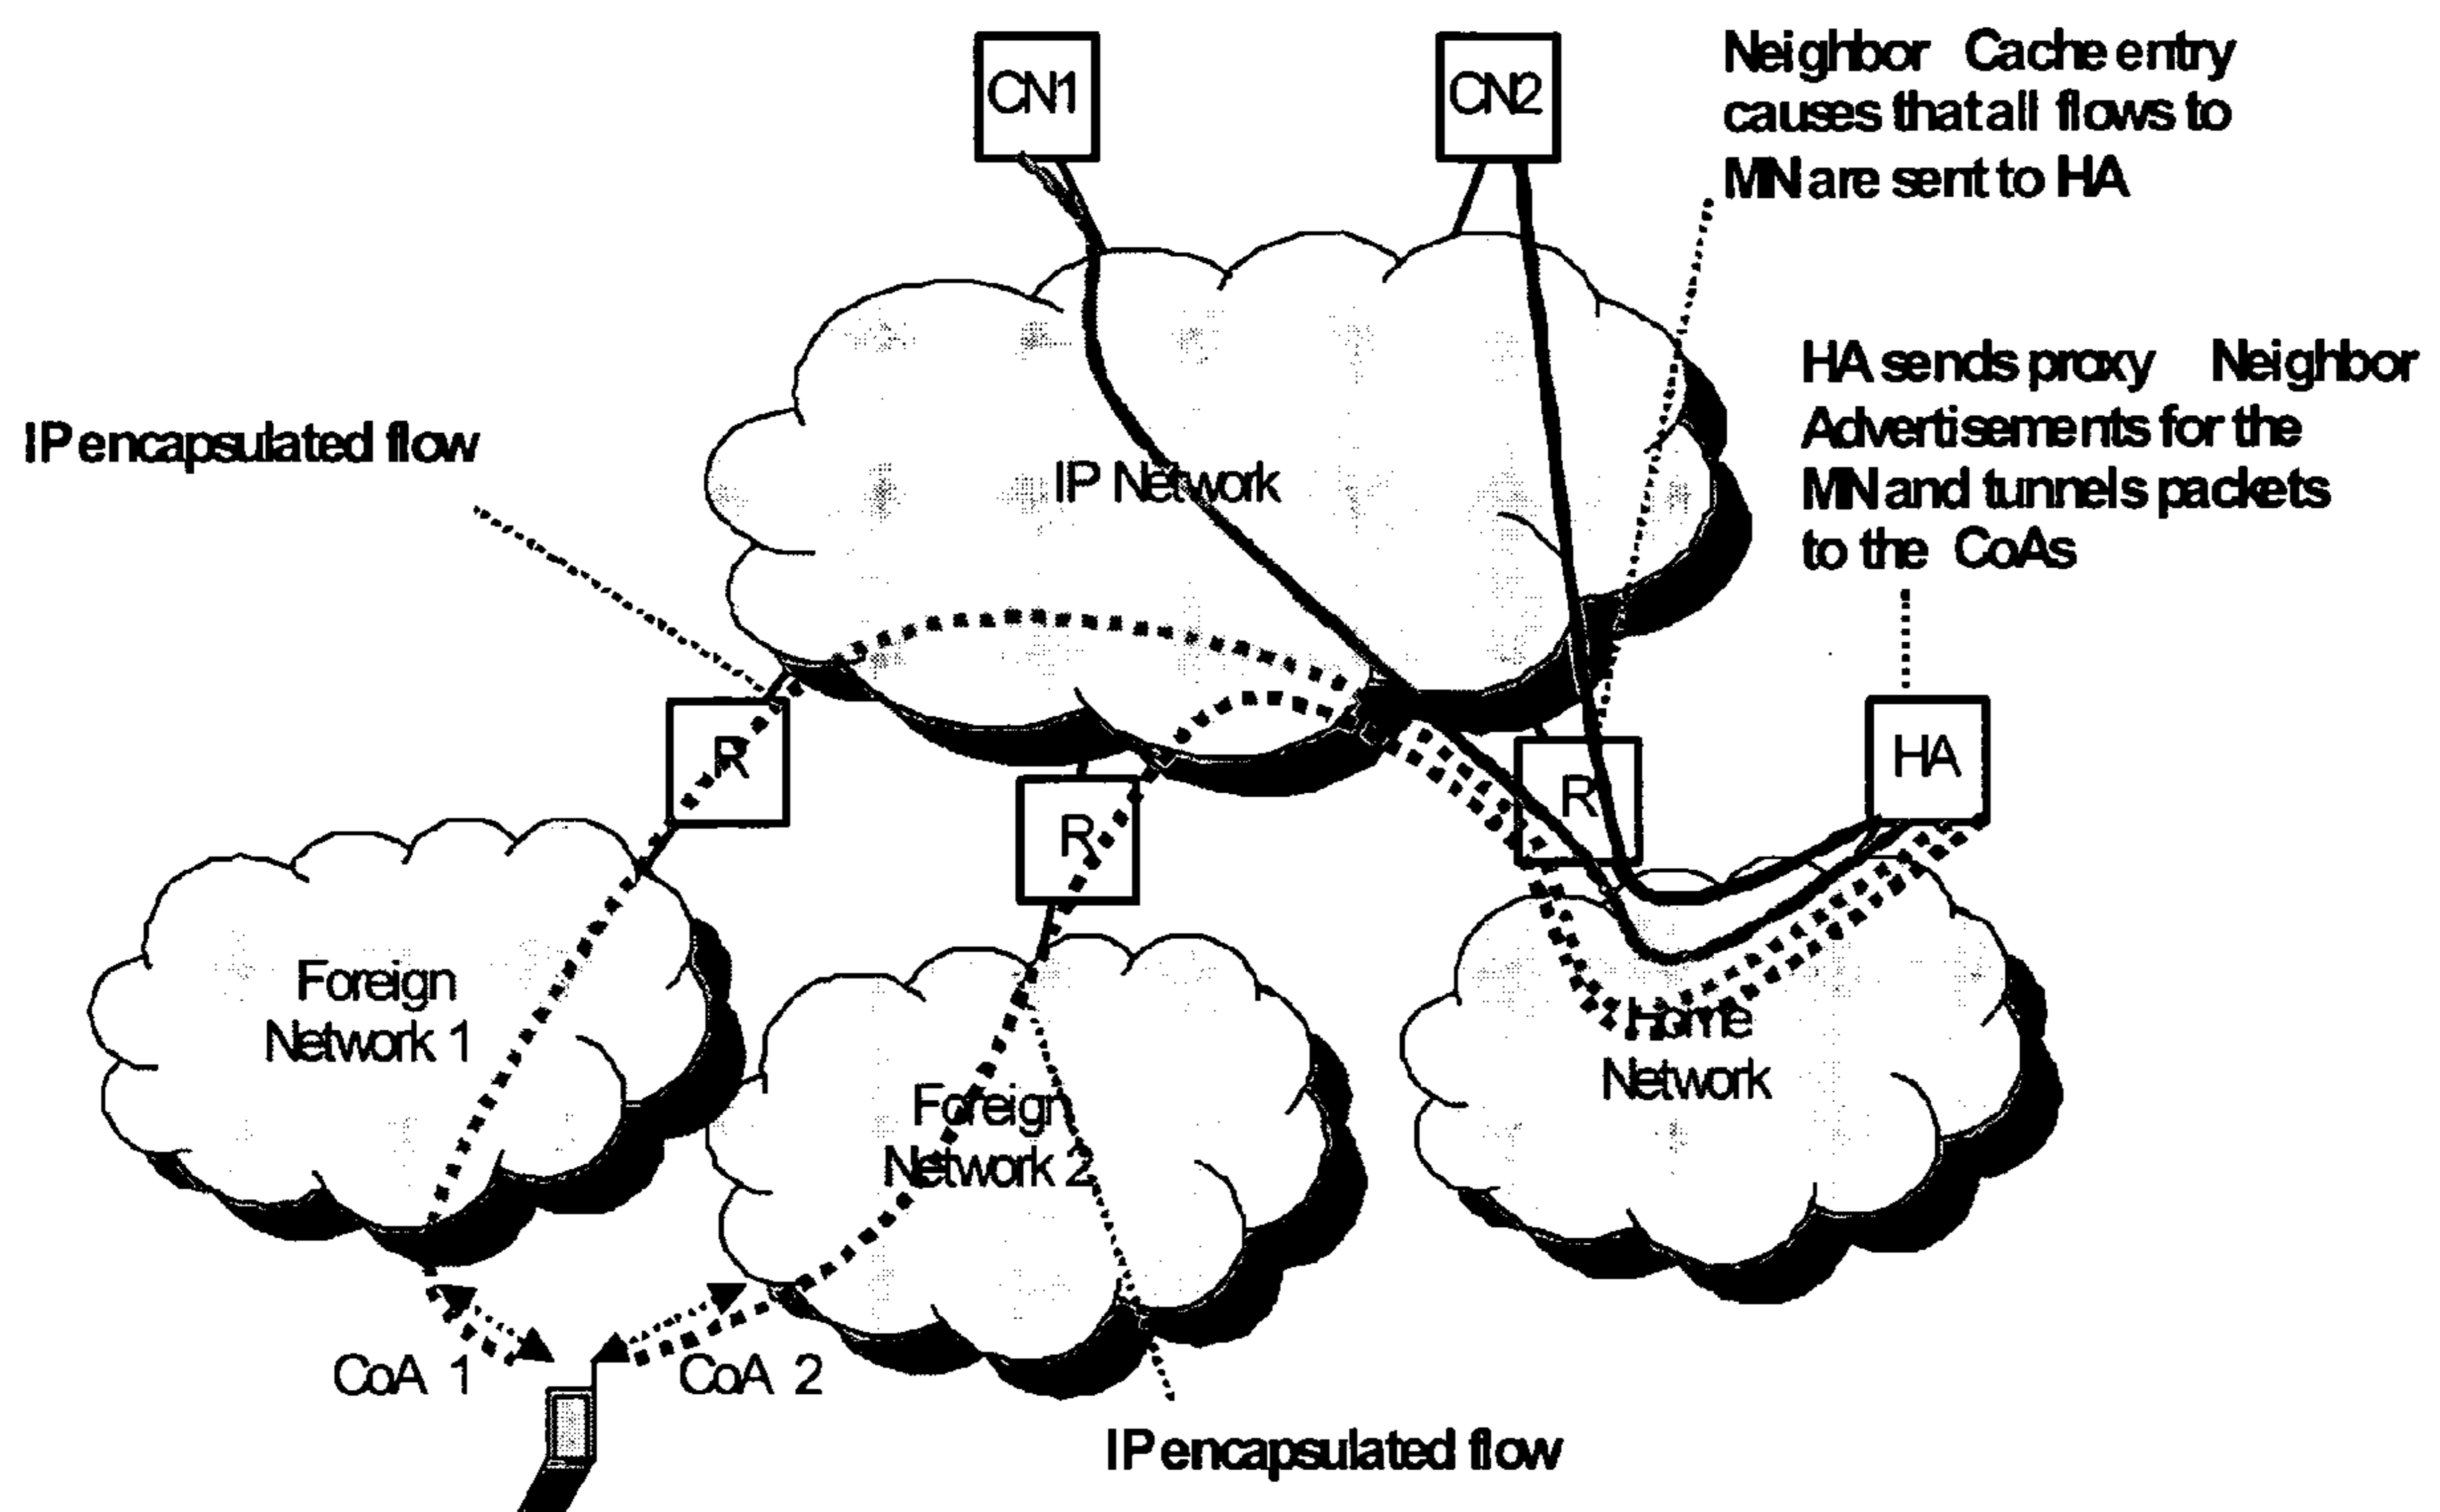 CN1
CN2
Neighbor Cache entry
causes that all flows to
MN are sent to HA
HA sends proxy Neighbor
Advertisements for the
MN and tunnels packets
to the CoAs
IP encapsulated flow
IP Network
R
R
R
HA
Foreign
Network 1
Foreign
Network 2
Home
Network
CoA 1
CoA 2
IP encapsulated flow